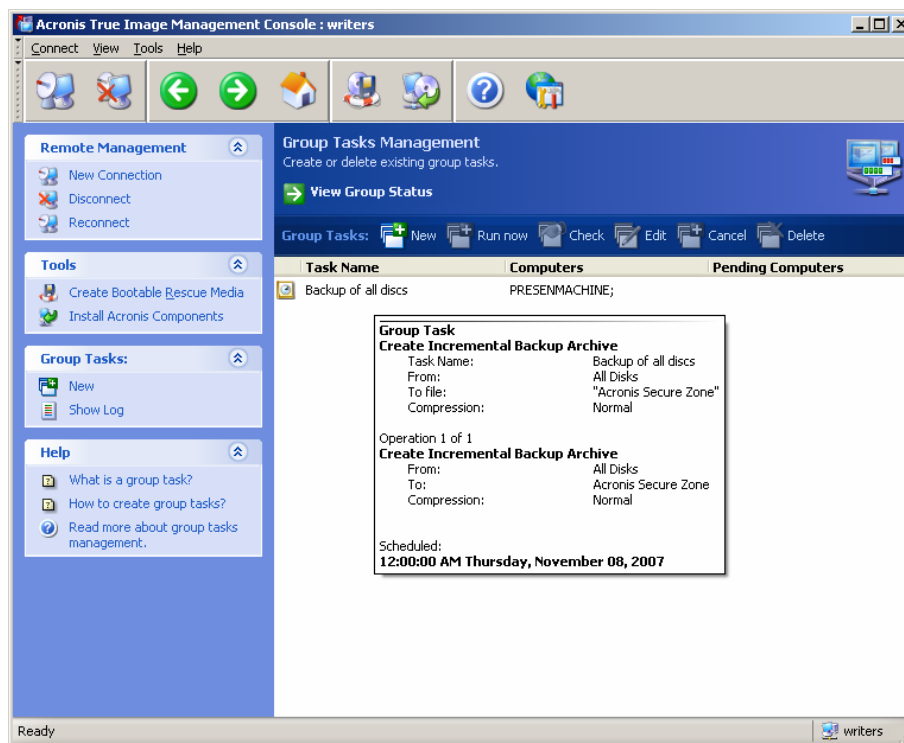 Acronis True Image Management Console : writers
Connect View Tools Help
Remote Management
New Connection
Disconnect
Reconnect
Tools
Create Bootable Rescue Media
Install Acronis Components
Group Tasks:
New
Show Log
Help
What is a group task?
How to create group tasks?
Read more about group tasks
management.
Group Tasks Management
Create or delete existing group tasks.
View Group Status
Group Tasks: New Run now Check Edit Cancel Delete
Task Name Computers Pending Computers
Backup of all discs PRESENMACHINE;
Group Task
Create Incremental Backup Archive
Task Name: Backup of all discs
From: All Disks
To file: "Acronis Secure Zone"
Compression: Normal
Operation 1 of 1
Create Incremental Backup Archive
From: All Disks
To: Acronis Secure Zone
Compression: Normal
Scheduled:
12:00:00 AM Thursday, November 08, 2007
Ready writers